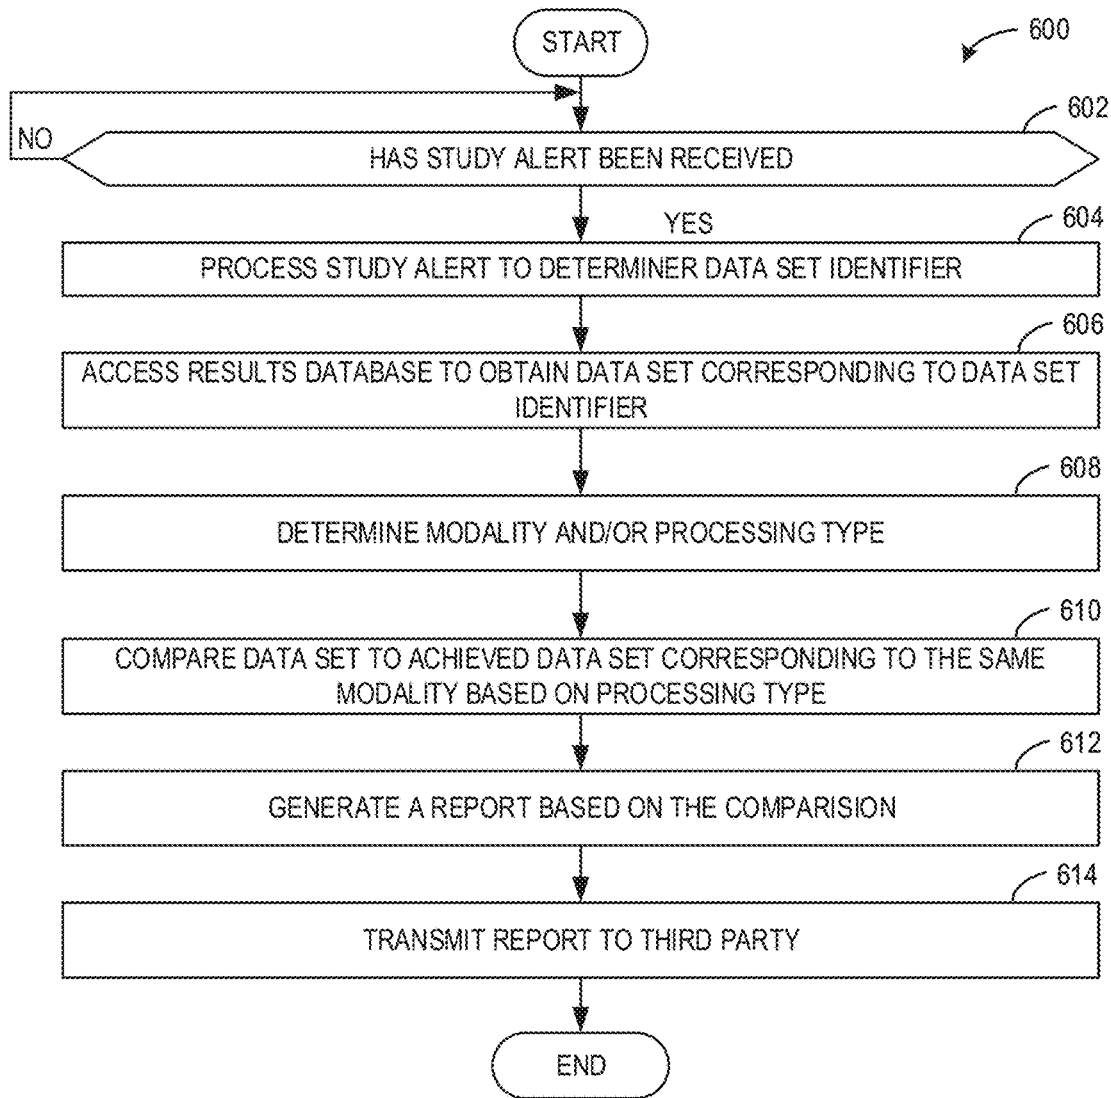 START
600
602
NO
HAS STUDY ALERT BEEN RECEIVED
YES
604
PROCESS STUDY ALERT TO DETERMINER DATA SET IDENTIFIER
606
ACCESS RESULTS DATABASE TO OBTAIN DATA SET CORRESPONDING TO DATA SET
IDENTIFIER
608
DETERMINE MODALITY AND/OR PROCESSING TYPE
610
COMPARE DATA SET TO ACHIEVED DATA SET CORRESPONDING TO THE SAME
MODALITY BASED ON PROCESSING TYPE
612
GENERATE A REPORT BASED ON THE COMPARISION
614
TRANSMIT REPORT TO THIRD PARTY
END